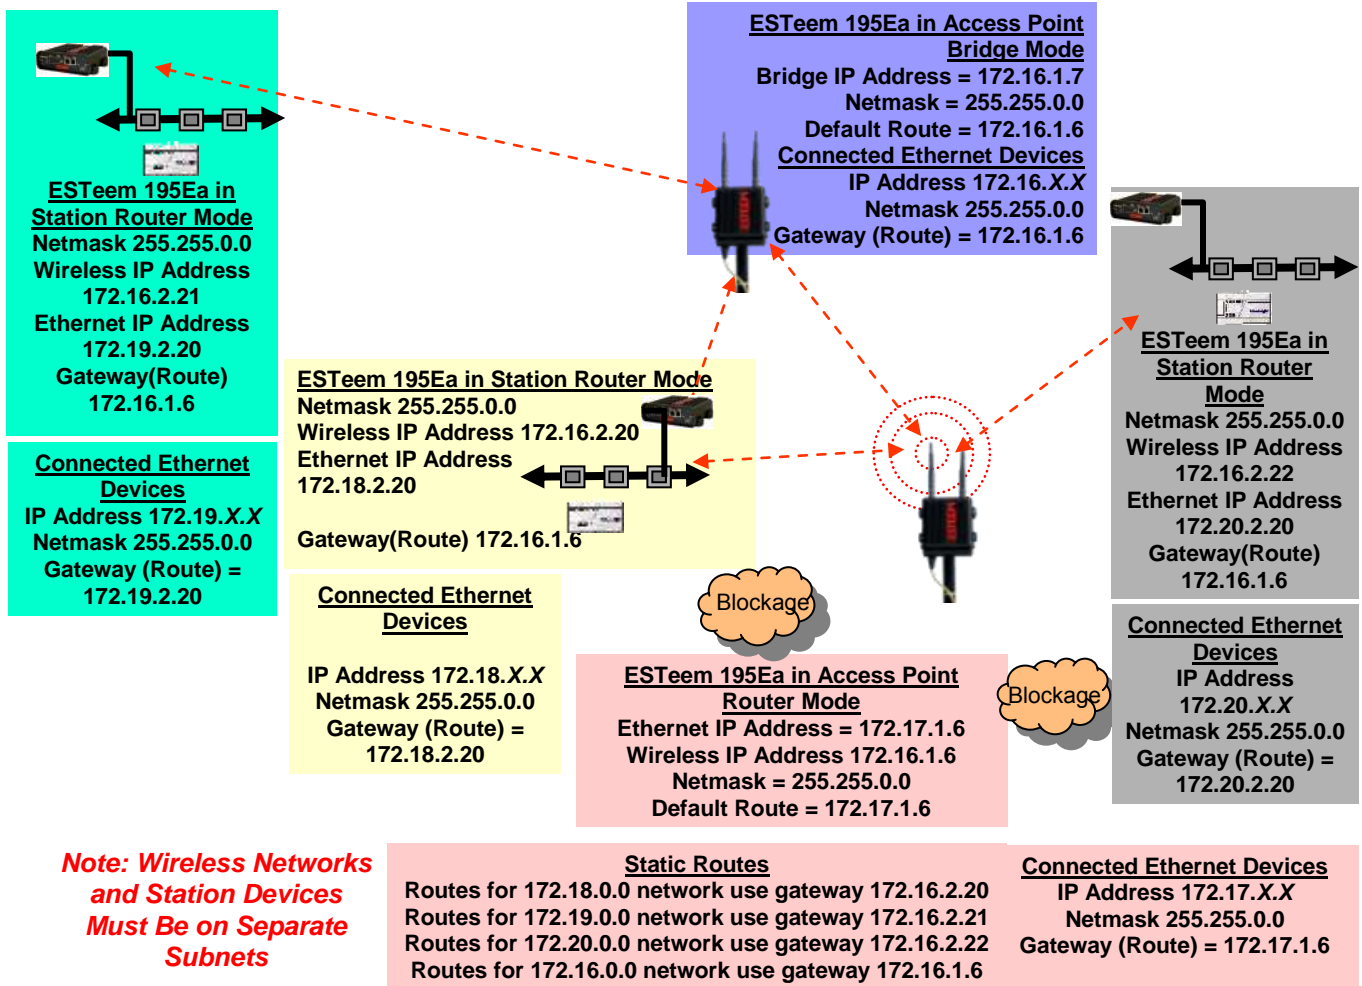 ESTeem 195Ea in Access Point
Bridge Mode
Bridge IP Address = 172.16.1.7
Netmask = 255.255.0.0
Default Route = 172.16.1.6
Connected Ethernet Devices
IP Address 172.16.X.X
Netmask 255.255.0.0
Gateway (Route) = 172.16.1.6
ESTeem 195Ea in
Station Router Mode
Netmask 255.255.0.0
Wireless IP Address
172.16.2.21
Ethernet IP Address
172.19.2.20
Gateway(Route)
172.16.1.6
Connected Ethernet
Devices
IP Address 172.19.X.X
Netmask 255.255.0.0
Gateway (Route) =
172.19.2.20
ESTeem 195Ea in Station Router Mode
Netmask 255.255.0.0
Wireless IP Address 172.16.2.20
Ethernet IP Address
172.18.2.20
Gateway(Route) 172.16.1.6
Connected Ethernet
Devices
IP Address 172.18.X.X
Netmask 255.255.0.0
Gateway (Route) =
172.18.2.20
ESTeem 195Ea in
Station Router
Mode
Netmask 255.255.0.0
Wireless IP Address
172.16.2.22
Ethernet IP Address
172.20.2.20
Gateway(Route)
172.16.1.6
Connected Ethernet
Devices
IP Address
172.20.X.X
Netmask 255.255.0.0
Gateway (Route) =
172.20.2.20
Blockage
Blockage
ESTeem 195Ea in Access Point
Router Mode
Ethernet IP Address = 172.17.1.6
Wireless IP Address 172.16.1.6
Netmask = 255.255.0.0
Default Route = 172.17.1.6
Note: Wireless Networks
and Station Devices
Must Be on Separate
Subnets
Static Routes
Routes for 172.18.0.0 network use gateway 172.16.2.20
Routes for 172.19.0.0 network use gateway 172.16.2.21
Routes for 172.20.0.0 network use gateway 172.16.2.22
Routes for 172.16.0.0 network use gateway 172.16.1.6
Connected Ethernet Devices
IP Address 172.17.X.X
Netmask 255.255.0.0
Gateway (Route) = 172.17.1.6